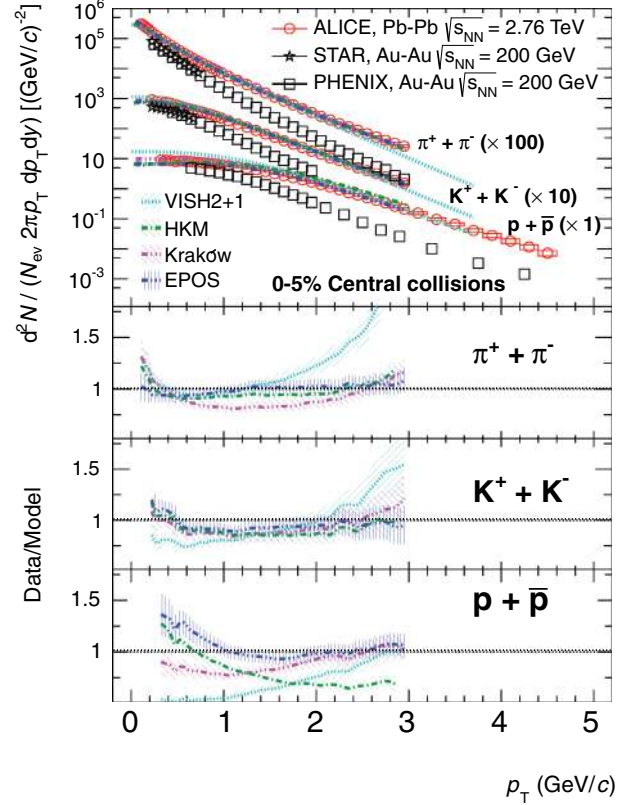 d²N / (N_ev 2πp_T dp_T dy) [(GeV/c)⁻²]
10⁶
10⁵
10³
10
10⁻¹
10⁻³
ALICE, Pb-Pb √s_NN = 2.76 TeV
STAR, Au-Au √s_NN = 200 GeV
PHENIX, Au-Au √s_NN = 200 GeV
π⁺ + π⁻ (× 100)
K⁺ + K⁻ (× 10)
p + p̅ (× 1)
VISH2+1
HKM
Kraków
EPOS
0-5% Central collisions
Data/Model
1.5
1
π⁺ + π⁻
1.5
1
K⁺ + K⁻
1.5
1
p + p̅
0 1 2 3 4 5
p_T (GeV/c)